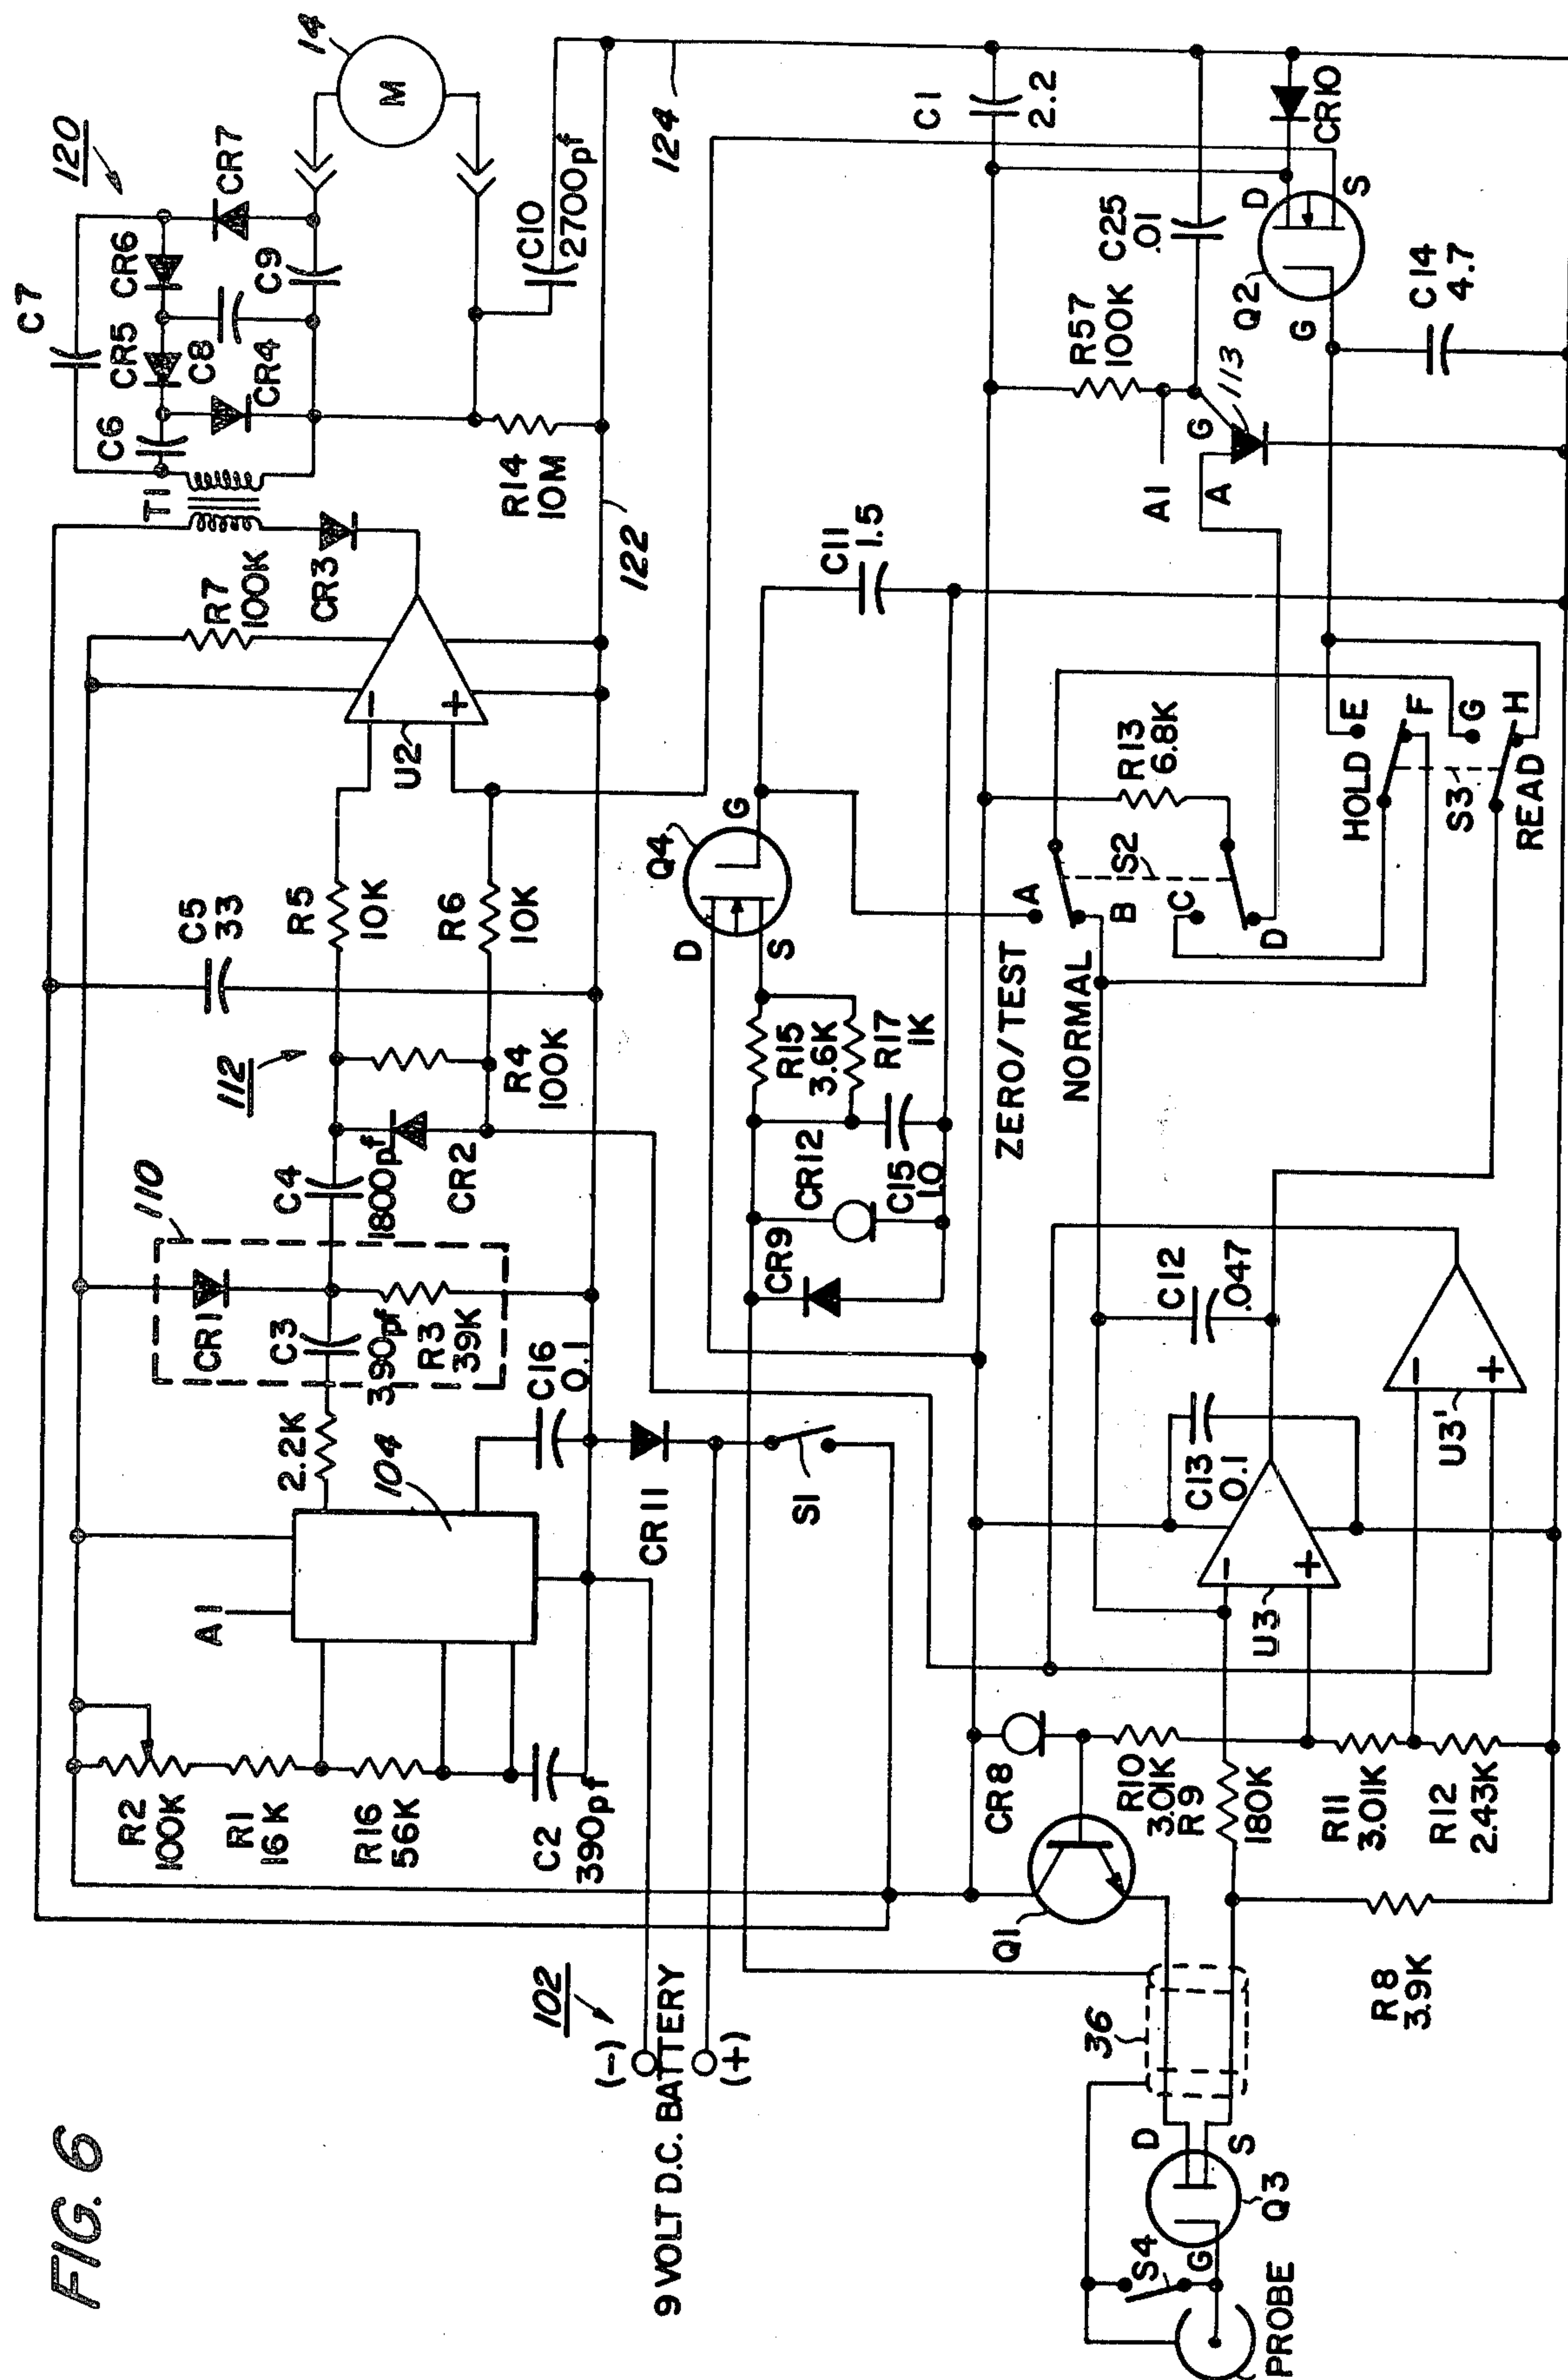 FIG. 6
120
14
M
C7
CR5
CR6
CR7
C6
C8
C9
CR4
T1
C10
2700pf
R14
10M
122
124
R7
100K
CR3
U2
-
+
C5
33
R5
10K
R6
10K
112
R4
100K
110
C4
1800pf
CR2
CR1
C3
390pf
R3
39K
2.2K
104
C16
0.1
A1
R2
100K
R1
16K
R16
56K
C2
390pf
CR11
S1
102
(-)
9 VOLT D.C. BATTERY
(+)
Q4
D
S
G
C11
1.5
R15
3.6K
R17
1K
CR12
C15
10
CR9
C1
2.2
R57
100K
C25
.01
CR10
D
S
G
Q2
C14
4.7
A1
G
113
A
ZERO/TEST
A
NORMAL
B
S2
C
D
R13
6.8K
HOLD
E
F
S3
G
READ
H
C12
.047
C13
0.1
U3
-
+
U3'
-
+
CR8
Q1
R10
3.01K
R9
180K
R11
3.01K
R12
2.43K
R8
3.9K
36
D
S
G
Q3
S4
PROBE